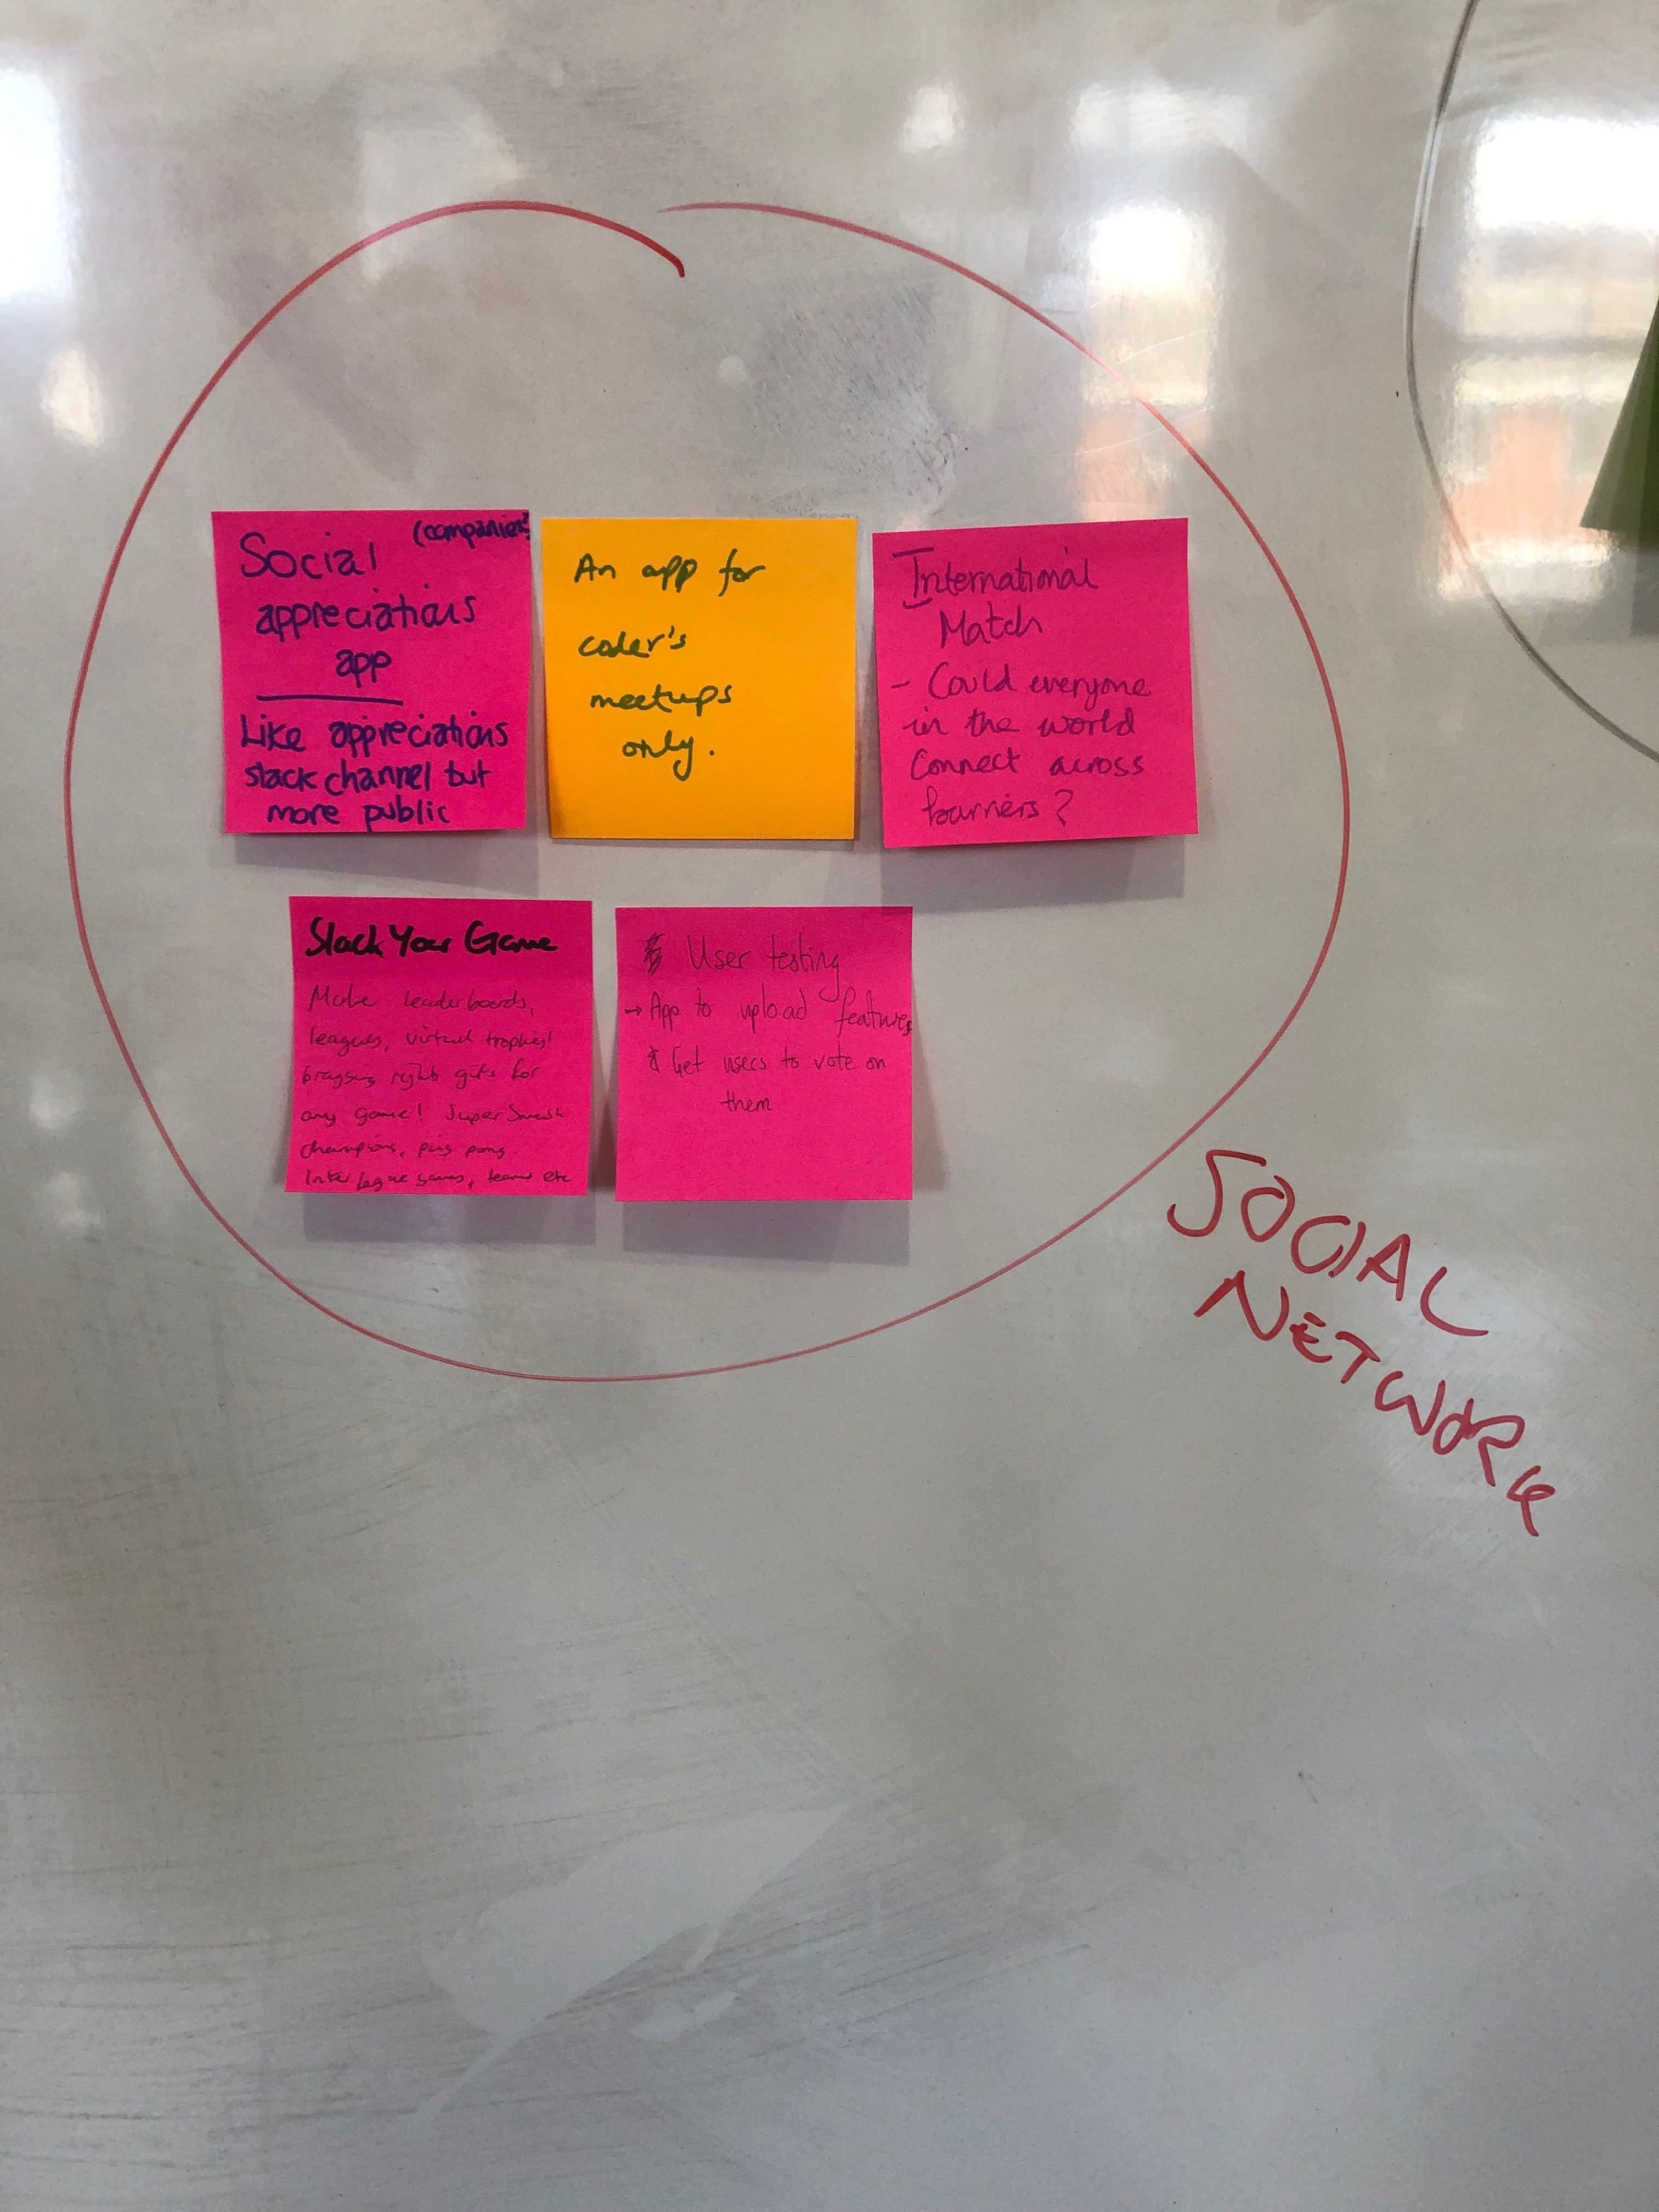 (companies)
Social
appreciations
app
Like appreciations
slack channel but
more public
An app for
coder's
meetups
only.
International
Match
- Could everyone
in the world
connect across
barriers?
Slack Your Game
Make leaderboards,
leagues, virtual trophies!
bragging rights gifs for
any game! Super Smash
champions, ping pong.
Inter league games, teams etc
User testing
→ App to upload features
& Get users to vote on
them
SOCIAL
NETWORK